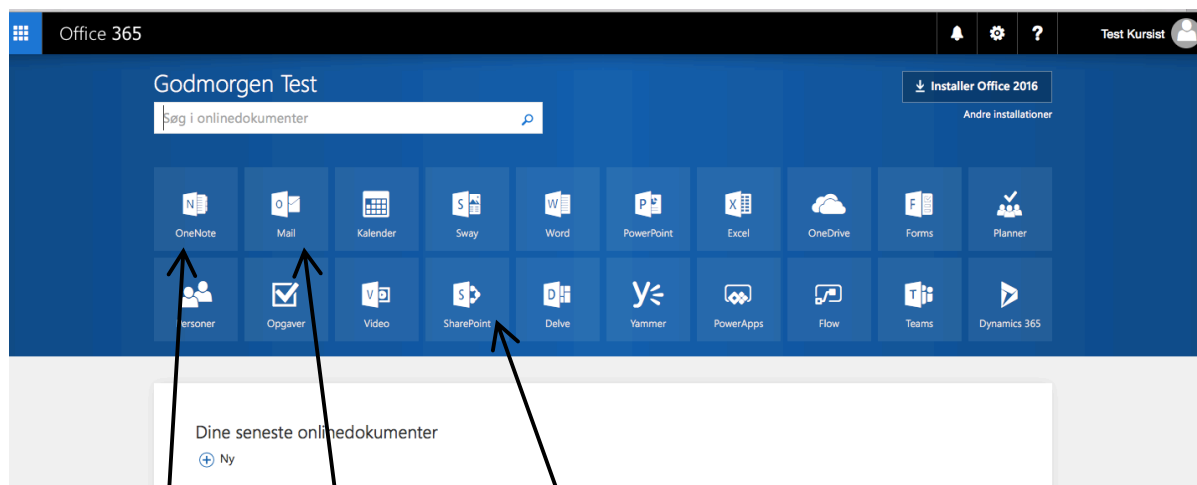 Office 365
Test Kursist
Godmorgen Test
Installer Office 2016
Søg i onlinedokumenter
Andre installationer
OneNote Mail Kalender Sway Word PowerPoint Excel OneDrive Forms Planner
Personer Opgaver Video SharePoint Delve Yammer PowerApps Flow Teams Dynamics 365
Dine seneste onlinedokumenter
Ny